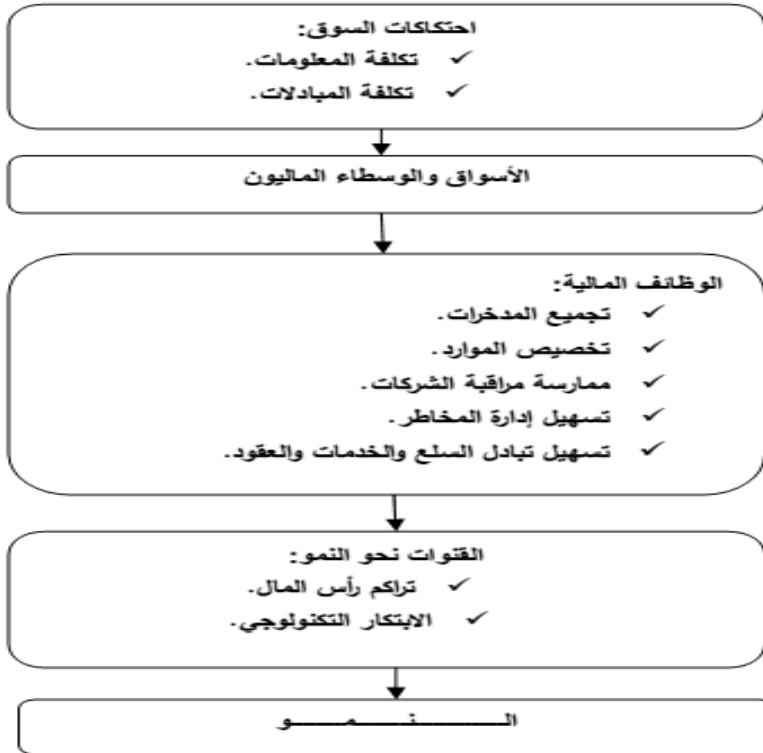 احتكاكات السوق:
✓ تكلفة المعلومات.
✓ تكلفة المبادلات.
الأسواق والوسطاء الماليون
الوظائف المالية:
✓ تجميع المدخرات.
✓ تخصيص الموارد.
✓ ممارسة مراقبة الشركات.
✓ تسهيل إدارة المخاطر.
✓ تسهيل تبادل السلع والخدمات والعقود.
القنوات نحو النمو:
✓ تراكم رأس المال.
✓ الابتكار التكنولوجي.
الـــــــنـــــمـــــــو